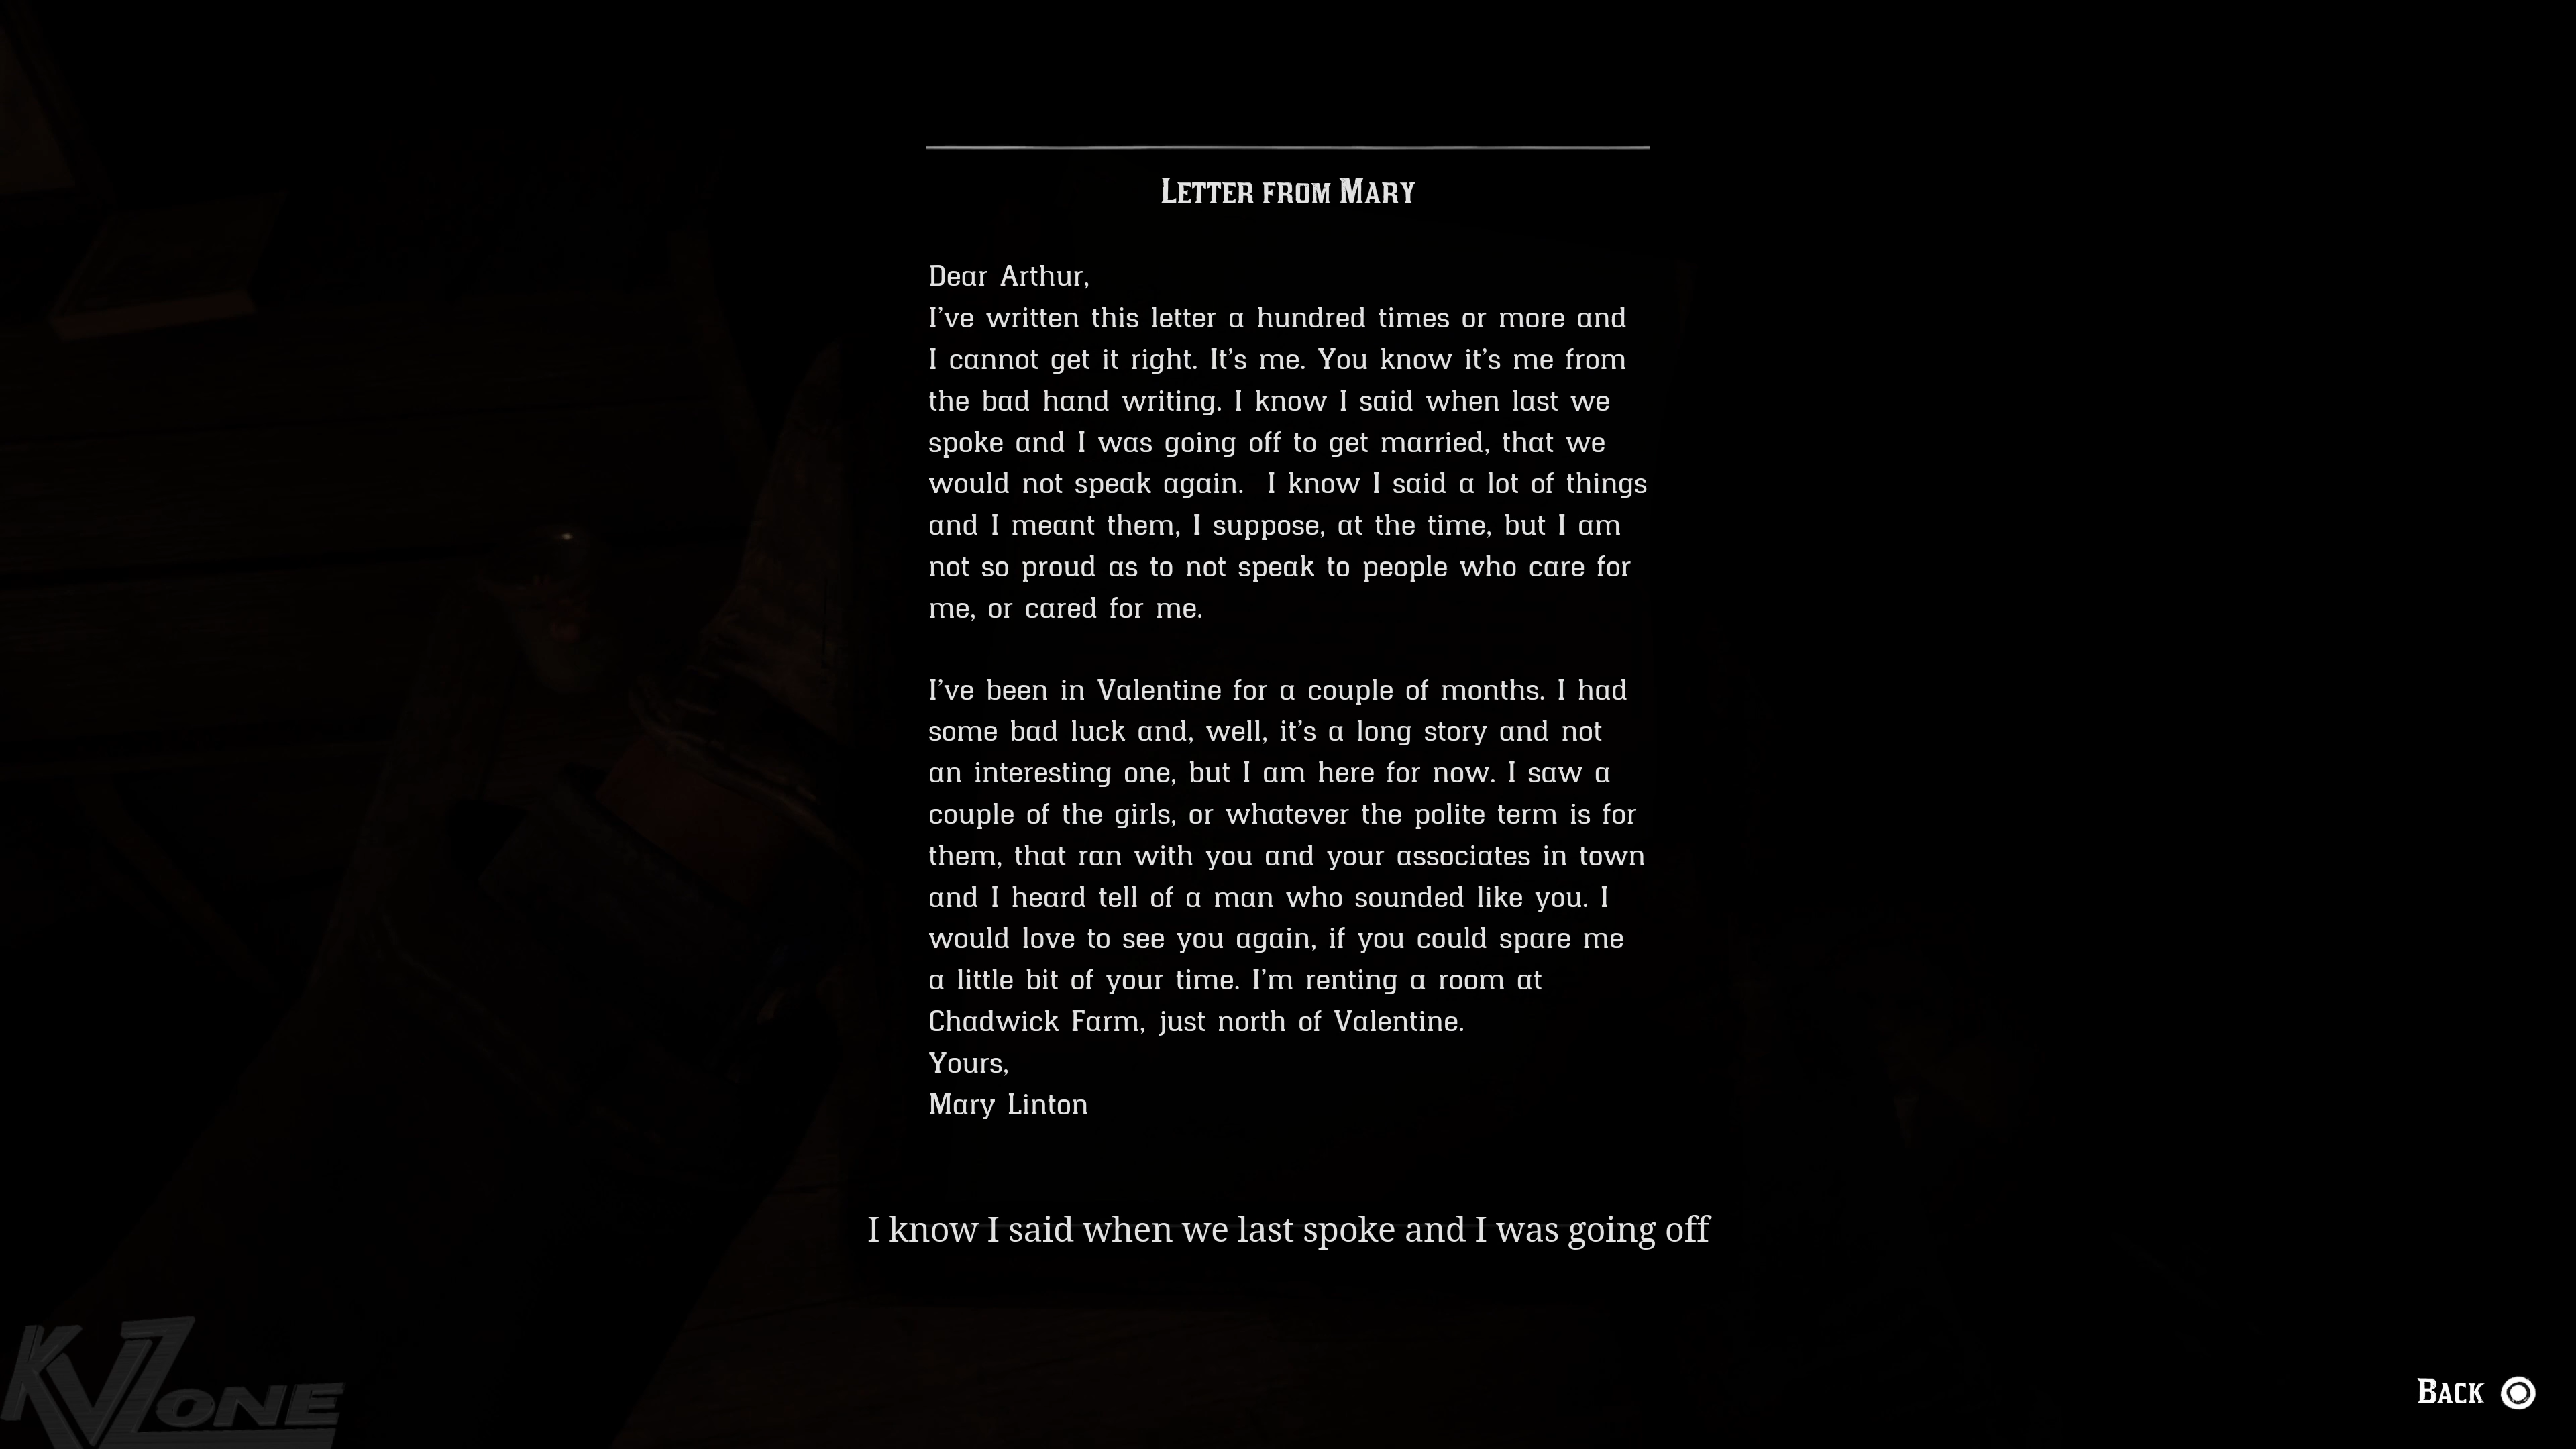 Letter from Mary
Dear Arthur,
I've written this letter a hundred times or more and
I cannot get it right. It's me. You know it's me from
the bad hand writing. I know I said when last we
spoke and I was going off to get married, that we
would not speak again.  I know I said a lot of things
and I meant them, I suppose, at the time, but I am
not so proud as to not speak to people who care for
me, or cared for me.
I've been in Valentine for a couple of months. I had
some bad luck and, well, it's a long story and not
an interesting one, but I am here for now. I saw a
couple of the girls, or whatever the polite term is for
them, that ran with you and your associates in town
and I heard tell of a man who sounded like you. I
would love to see you again, if you could spare me
a little bit of your time. I'm renting a room at
Chadwick Farm, just north of Valentine.
Yours,
Mary Linton
I know I said when we last spoke and I was going off
KVZone
Back